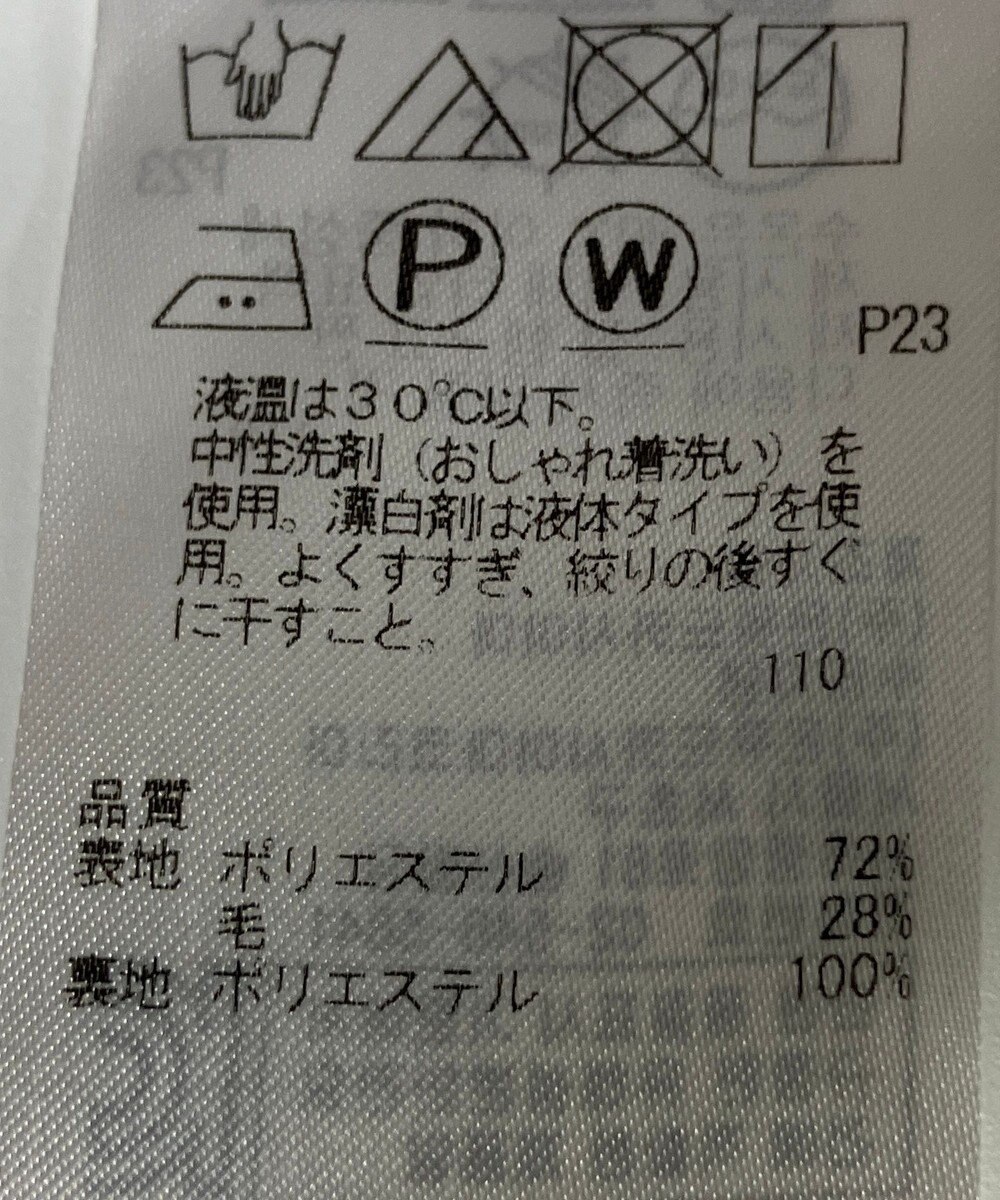 P W
P23
液温は30℃以下。
中性洗剤(おしゃれ着洗い)を
使用。漂白剤は液体タイプを使
用。よくすすぎ、絞りの後すぐ
に干すこと。
110
品質
表地 ポリエステル 72%
毛 28%
裏地 ポリエステル 100%